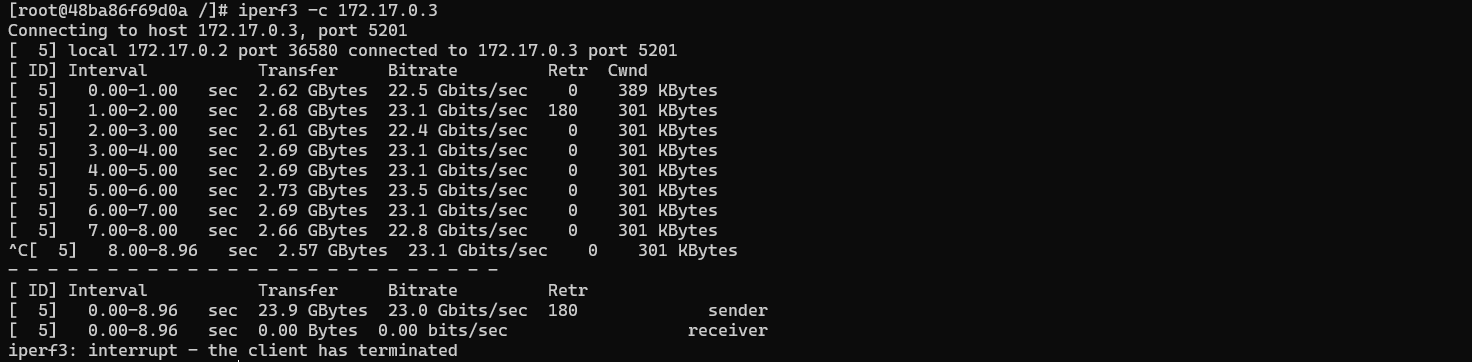 [root@48ba86f69d0a /]# iperf3 -c 172.17.0.3
Connecting to host 172.17.0.3, port 5201
[  5] local 172.17.0.2 port 36580 connected to 172.17.0.3 port 5201
[ ID] Interval           Transfer     Bitrate         Retr  Cwnd
[  5]   0.00-1.00   sec  2.62 GBytes  22.5 Gbits/sec    0    389 KBytes
[  5]   1.00-2.00   sec  2.68 GBytes  23.1 Gbits/sec  180    301 KBytes
[  5]   2.00-3.00   sec  2.61 GBytes  22.4 Gbits/sec    0    301 KBytes
[  5]   3.00-4.00   sec  2.69 GBytes  23.1 Gbits/sec    0    301 KBytes
[  5]   4.00-5.00   sec  2.69 GBytes  23.1 Gbits/sec    0    301 KBytes
[  5]   5.00-6.00   sec  2.73 GBytes  23.5 Gbits/sec    0    301 KBytes
[  5]   6.00-7.00   sec  2.69 GBytes  23.1 Gbits/sec    0    301 KBytes
[  5]   7.00-8.00   sec  2.66 GBytes  22.8 Gbits/sec    0    301 KBytes
^C[  5]   8.00-8.96   sec  2.57 GBytes  23.1 Gbits/sec    0    301 KBytes
- - - - - - - - - - - - - - - - - - - - - - - - -
[ ID] Interval           Transfer     Bitrate         Retr
[  5]   0.00-8.96   sec  23.9 GBytes  23.0 Gbits/sec  180             sender
[  5]   0.00-8.96   sec  0.00 Bytes  0.00 bits/sec                  receiver
iperf3: interrupt - the client has terminated